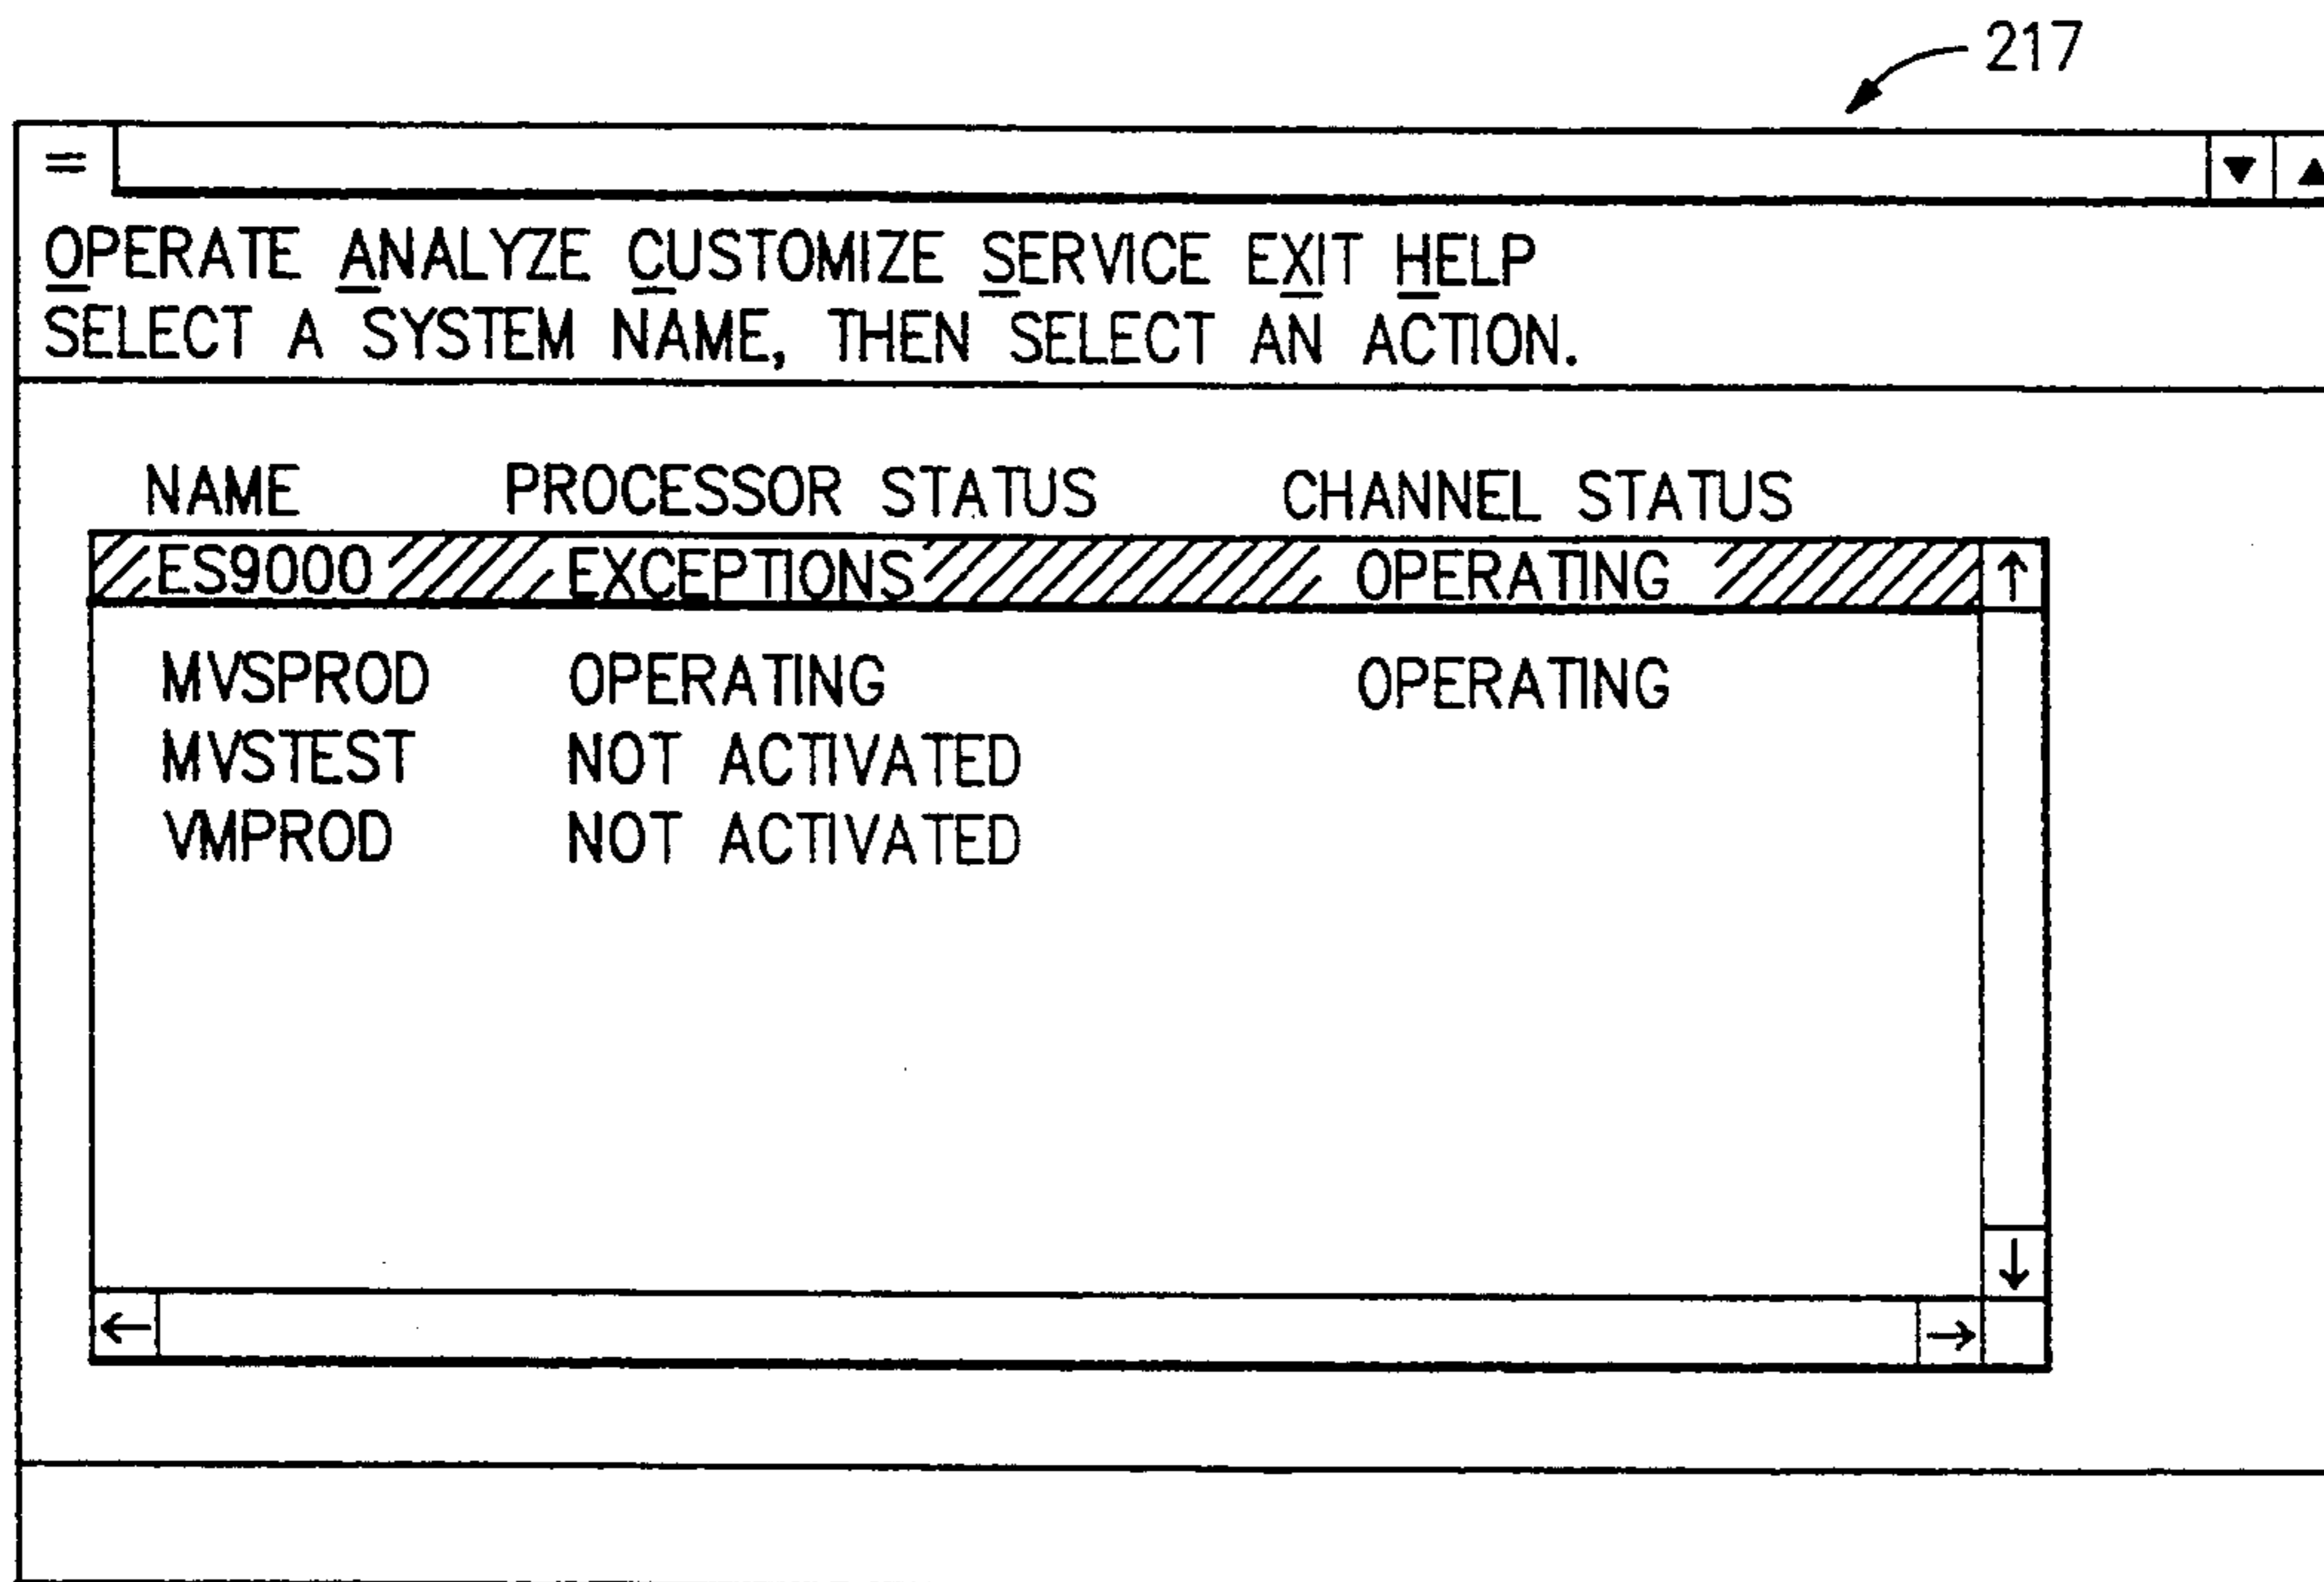 217
OPERATE ANALYZE CUSTOMIZE SERVICE EXIT HELP
SELECT A SYSTEM NAME, THEN SELECT AN ACTION.
NAME PROCESSOR STATUS CHANNEL STATUS
ES9000 EXCEPTIONS OPERATING
MVSPROD OPERATING OPERATING
MVSTEST NOT ACTIVATED
VMPROD NOT ACTIVATED